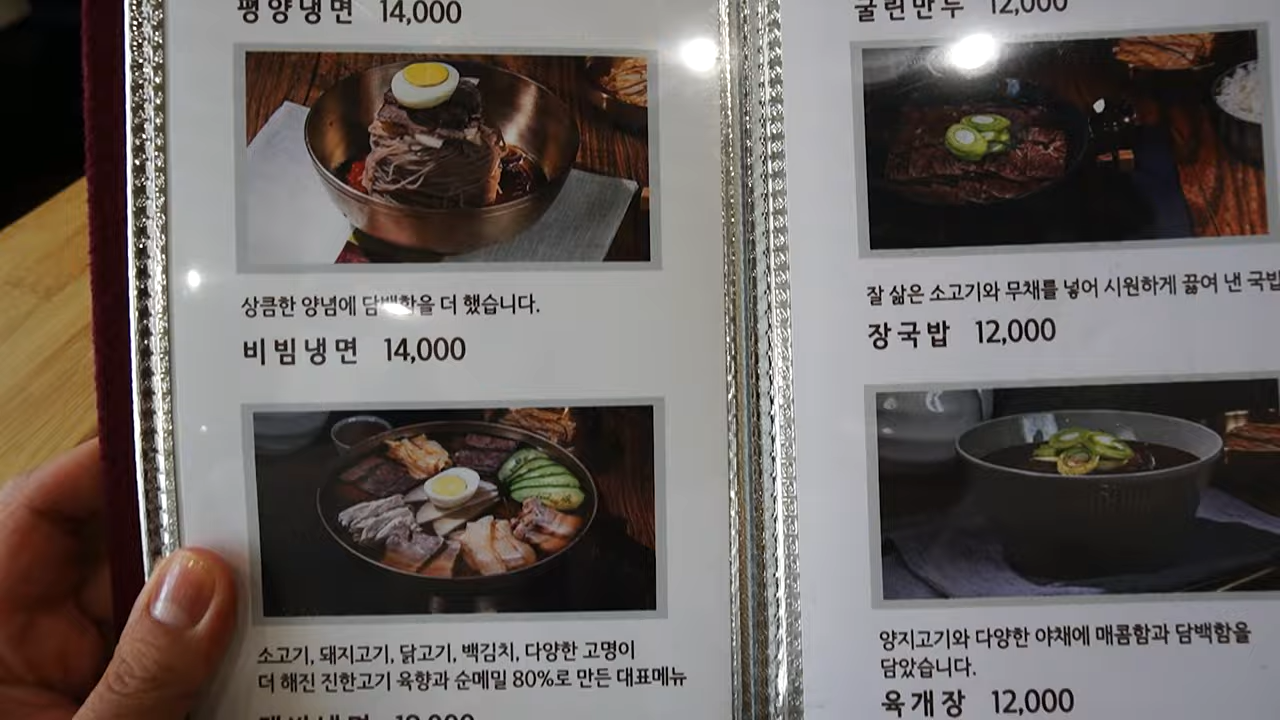 평양냉면 14,000
상큼한 양념에 담백함을 더 했습니다.
비빔냉면 14,000
소고기, 돼지고기, 닭고기, 백김치, 다양한 고명이
더 해진 진한고기 육향과 순메밀 80%로 만든 대표메뉴
굴린만두 12,000
잘 삶은 소고기와 무채를 넣어 시원하게 끓여 낸 국밥
장국밥 12,000
양지고기와 다양한 야채에 매콤함과 담백함을
담았습니다.
육개장 12,000